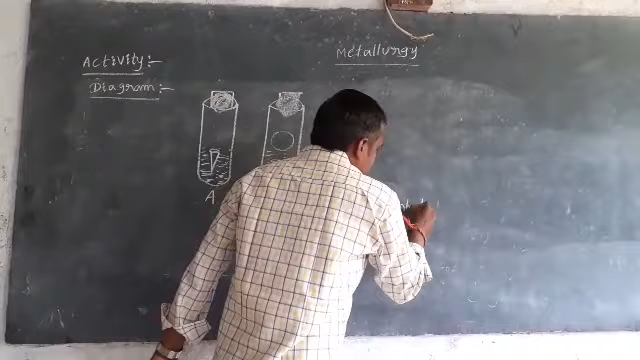 Metallurgy
Activity :-
Diagram :-
A